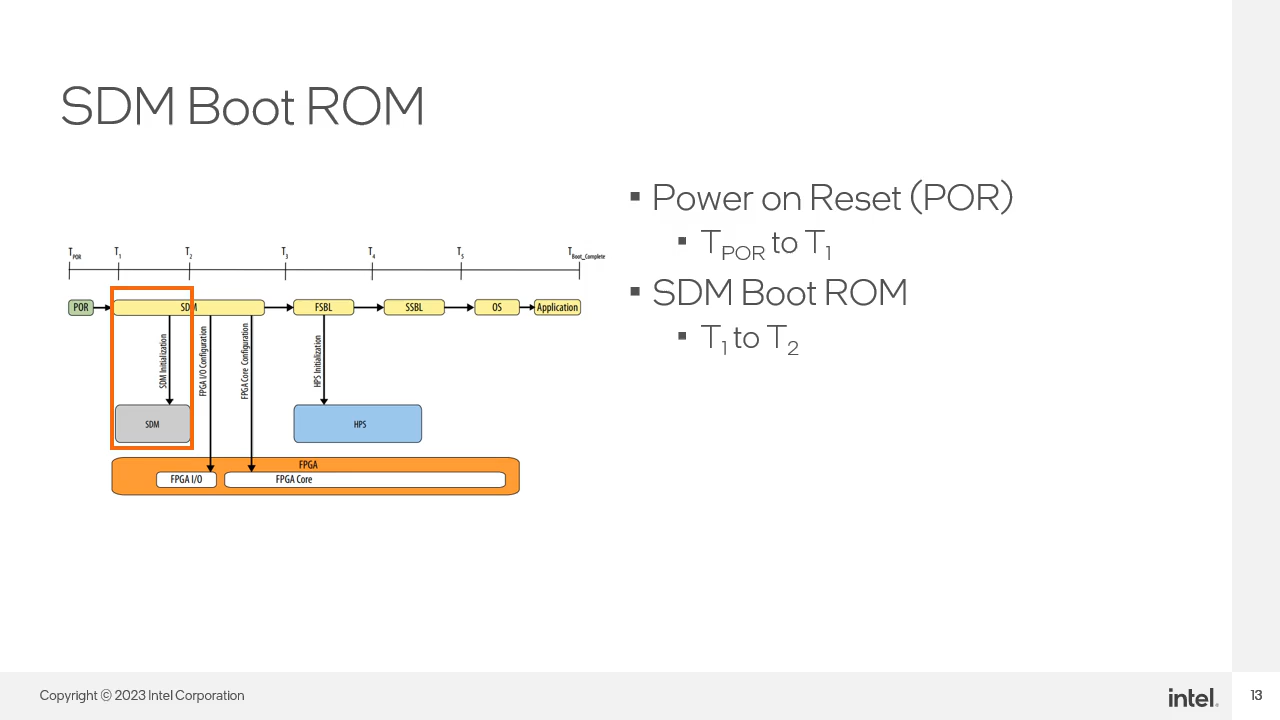 SDM Boot ROM
▪ Power on Reset (POR)
▪ TPOR to T1
▪ SDM Boot ROM
▪ T1 to T2
TPOR T1 T2 T3 T4 T5 TBoot_Complete
POR SDM FSBL SSBL OS Application
SDM Initialization
FPGA I/O Configuration
FPGA Core Configuration
HPS Initialization
SDM HPS
FPGA
FPGA I/O FPGA Core
Copyright © 2023 Intel Corporation
intel.
13